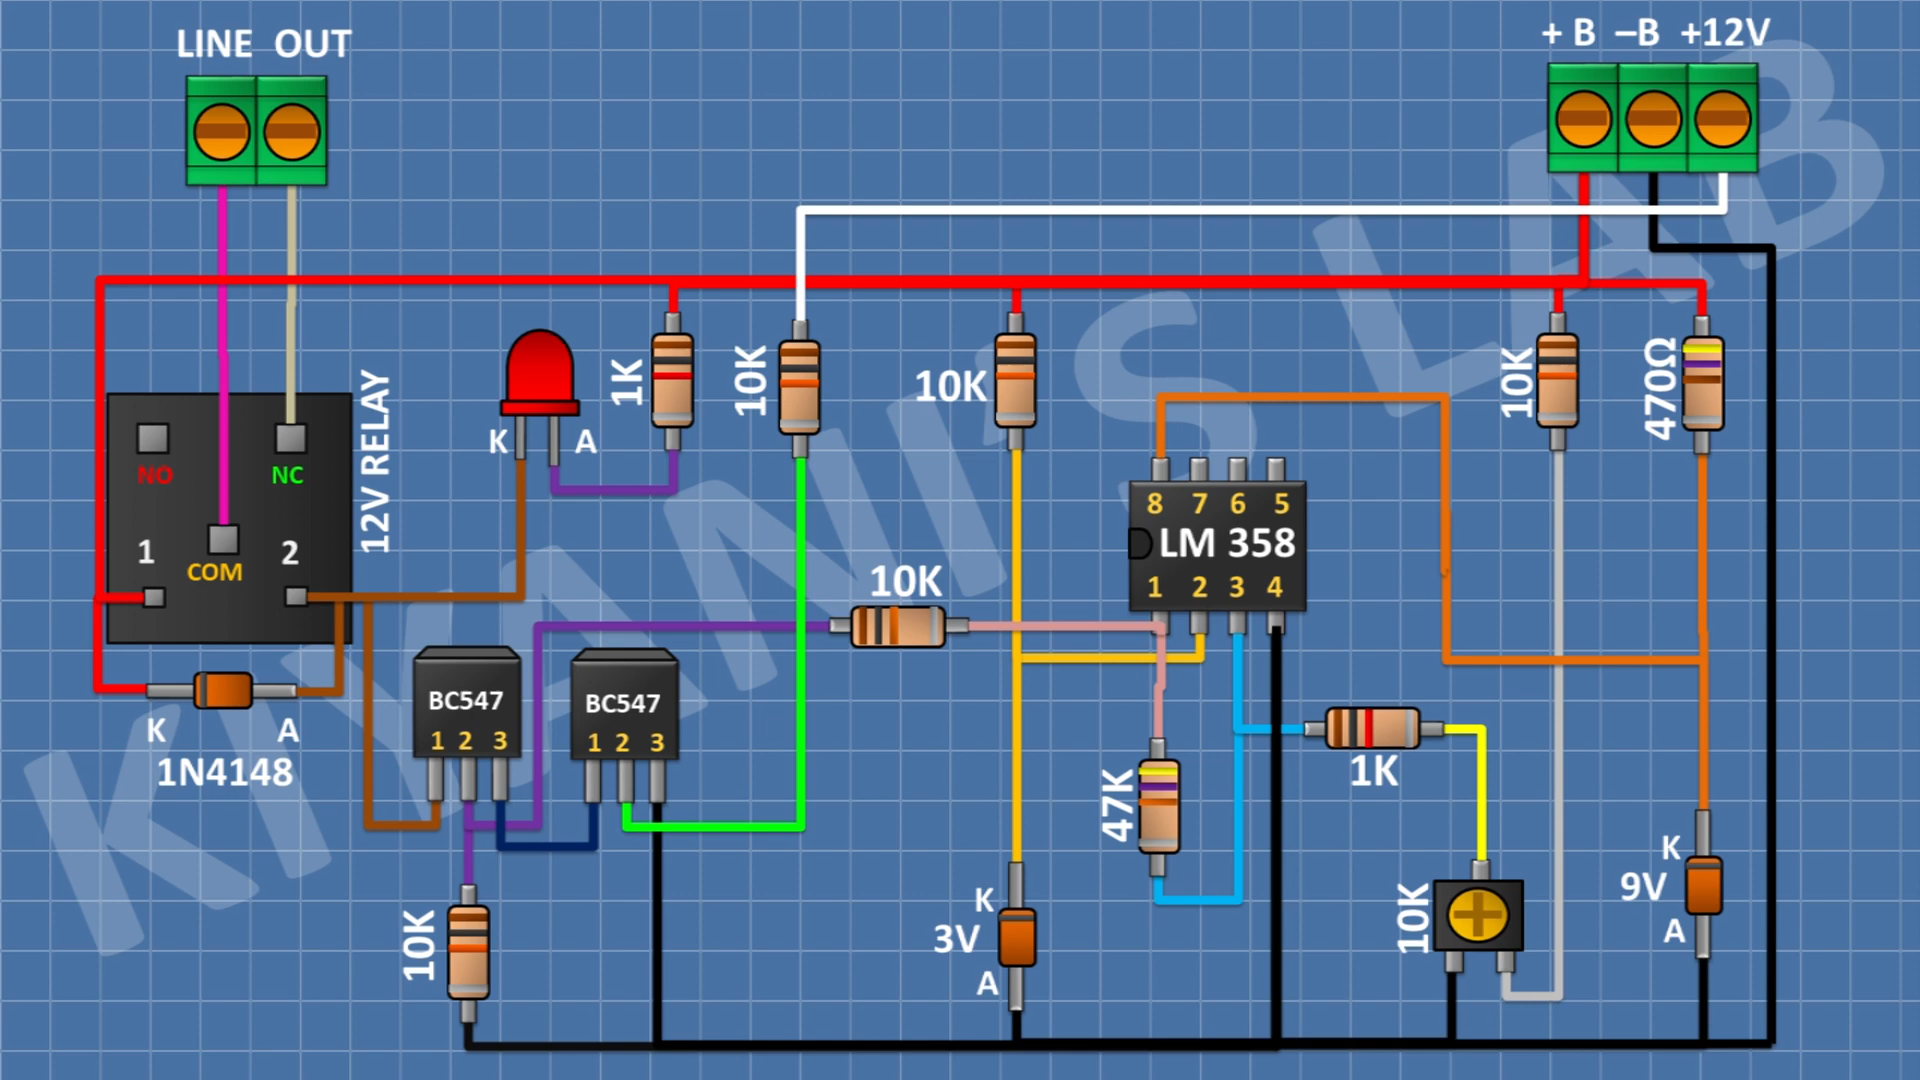 LINE OUT
+ B –B +12V
KIYANI'S LAB
12V RELAY
NO
NC
1
COM
2
K A
1K
10K
10K
10K
470Ω
8 7 6 5
LM 358
1 2 3 4
10K
K A
1N4148
BC547
1 2 3
BC547
1 2 3
1K
47K
10K
K
3V
A
10K
K
9V
A